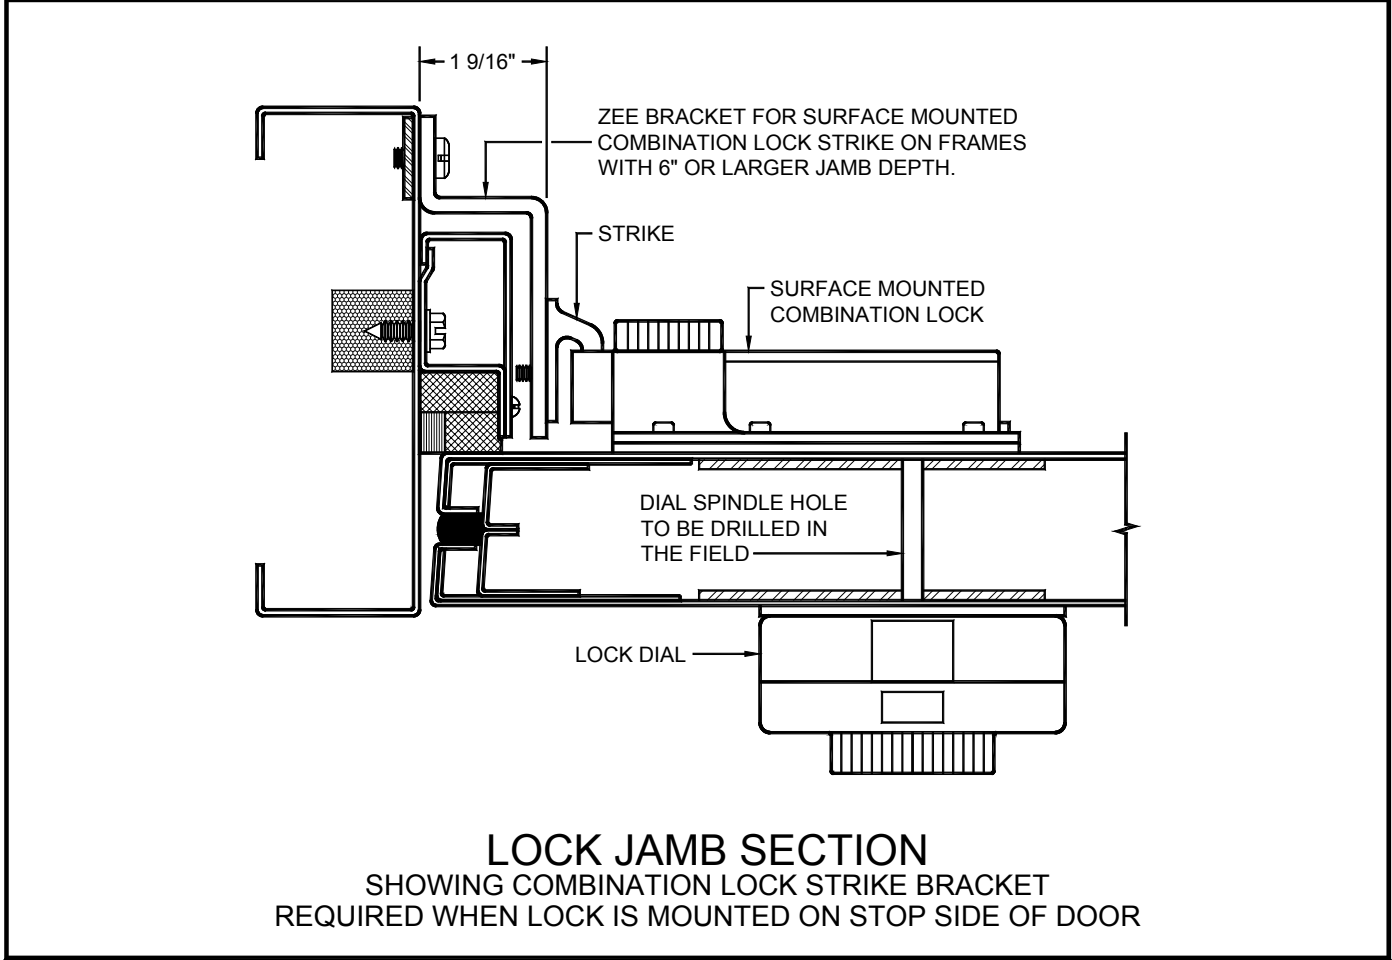 1 9/16"
ZEE BRACKET FOR SURFACE MOUNTED
COMBINATION LOCK STRIKE ON FRAMES
WITH 6" OR LARGER JAMB DEPTH.
STRIKE
SURFACE MOUNTED
COMBINATION LOCK
DIAL SPINDLE HOLE
TO BE DRILLED IN
THE FIELD
LOCK DIAL
LOCK JAMB SECTION
SHOWING COMBINATION LOCK STRIKE BRACKET
REQUIRED WHEN LOCK IS MOUNTED ON STOP SIDE OF DOOR